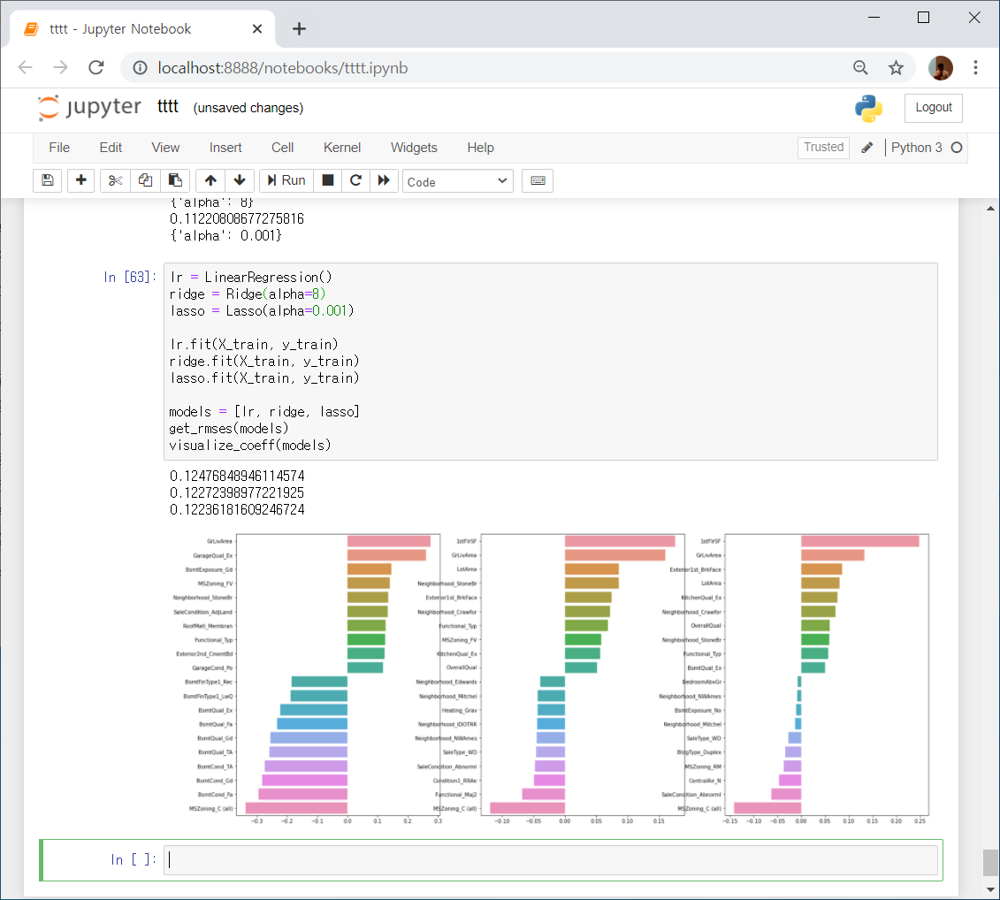 tttt - Jupyter Notebook
localhost:8888/notebooks/tttt.ipynb
jupyter tttt (unsaved changes) Logout
File Edit View Insert Cell Kernel Widgets Help Trusted Python 3
Run Code
{'alpha': 8}
0.11220808677275816
{'alpha': 0.001}
In [63]: lr = LinearRegression()
ridge = Ridge(alpha=8)
lasso = Lasso(alpha=0.001)
lr.fit(X_train, y_train)
ridge.fit(X_train, y_train)
lasso.fit(X_train, y_train)
models = [lr, ridge, lasso]
get_rmses(models)
visualize_coeff(models)
0.12476848946114574
0.12272398977221925
0.12236181609246724
GrLivArea
GarageQual_Ex
BsmtExposure_Gd
MSZoning_FV
Neighborhood_StoneBr
SaleCondition_AdjLand
RoofMatl_Membran
Functional_Typ
Exterior2nd_CmentBd
GarageCond_Po
BsmtFinType1_Rec
BsmtFinType1_LwQ
BsmtQual_Ex
BsmtQual_Fa
BsmtQual_Gd
BsmtQual_TA
BsmtCond_TA
BsmtCond_Gd
BsmtCond_Fa
MSZoning_C (all)
−0.3 −0.2 −0.1 0.0 0.1 0.2 0.3
1stFlrSF
GrLivArea
LotArea
Neighborhood_StoneBr
Exterior1st_BrkFace
Neighborhood_Crawfor
Functional_Typ
MSZoning_FV
KitchenQual_Ex
OverallQual
Neighborhood_Edwards
Neighborhood_Mitchel
Heating_Grav
Neighborhood_IDOTRR
Neighborhood_NWAmes
SaleType_WD
SaleCondition_Abnorml
Condition1_RRAe
Functional_Maj2
MSZoning_C (all)
−0.10 −0.05 0.00 0.05 0.10 0.15
1stFlrSF
GrLivArea
Exterior1st_BrkFace
LotArea
KitchenQual_Ex
Neighborhood_Crawfor
OverallQual
Neighborhood_StoneBr
Functional_Typ
BsmtQual_Ex
BedroomAbvGr
Neighborhood_NWAmes
BsmtExposure_No
Neighborhood_Mitchel
SaleType_WD
BldgType_Duplex
MSZoning_RM
CentralAir_N
SaleCondition_Abnorml
MSZoning_C (all)
−0.15 −0.10 −0.05 0.00 0.05 0.10 0.15 0.20 0.25
In [ ]: